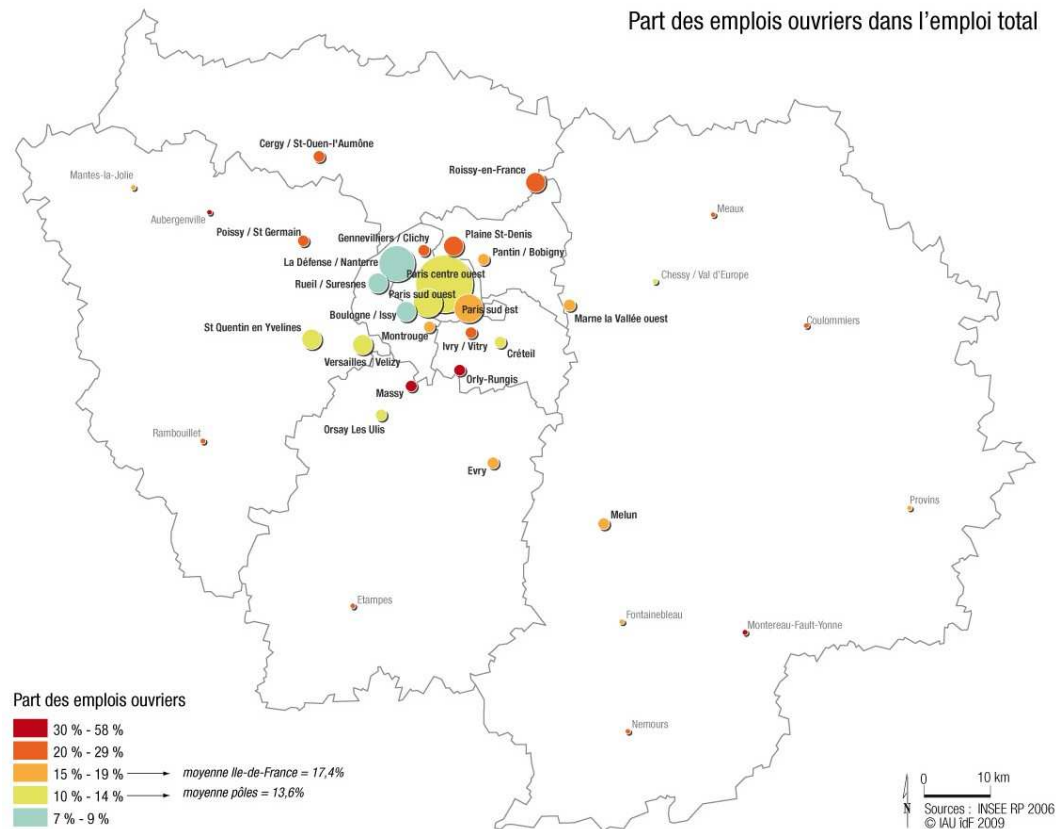 Part des emplois ouvriers dans l'emploi total
Cergy / St-Ouen-l'Aumône
Roissy-en-France
Mantes-la-Jolie
Aubergenville
Meaux
Poissy / St Germain
Gennevilliers / Clichy
Plaine St-Denis
Pantin / Bobigny
La Défense / Nanterre
Paris centre ouest
Chessy / Val d'Europe
Rueil / Suresnes
Paris sud ouest
Paris sud est
Boulogne / Issy
Marne la Vallée ouest
Coulommiers
St Quentin en Yvelines
Montrouge
Ivry / Vitry
Créteil
Versailles / Velizy
Orly-Rungis
Massy
Orsay Les Ulis
Rambouillet
Evry
Provins
Melun
Etampes
Fontainebleau
Montereau-Fault-Yonne
Nemours
Part des emplois ouvriers
30 % - 58 %
20 % - 29 %
15 % - 19 % moyenne Ile-de-France = 17,4%
10 % - 14 % moyenne pôles = 13,6%
7 % - 9 %
0 10 km
N
Sources : INSEE RP 2006
© IAU îdF 2009